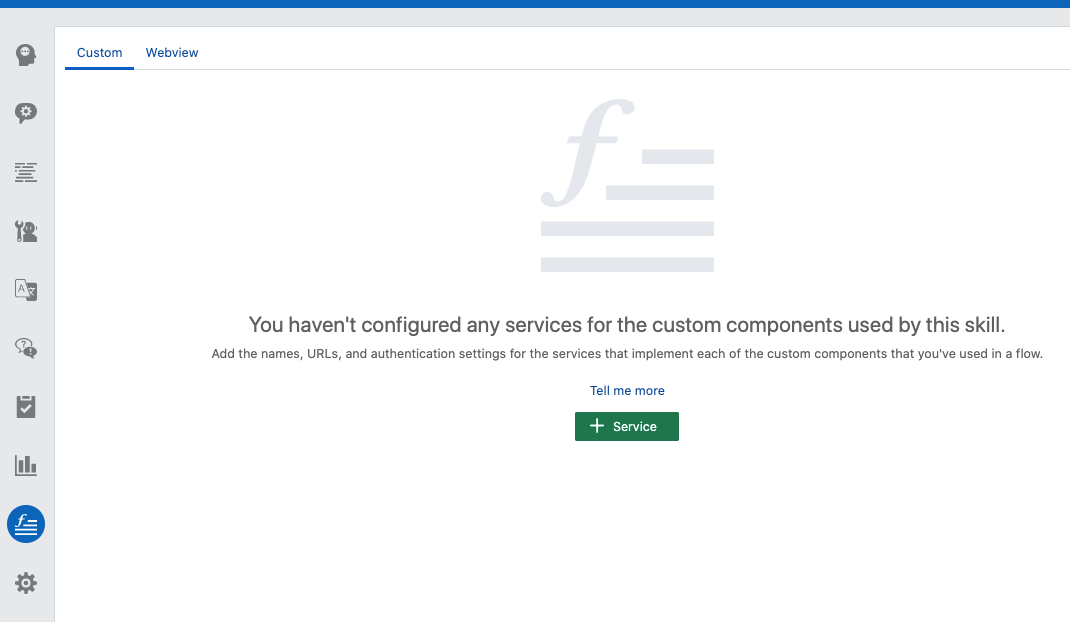 Custom Webview
You haven't configured any services for the custom components used by this skill.
Add the names, URLs, and authentication settings for the services that implement each of the custom components that you've used in a flow.
Tell me more
Service